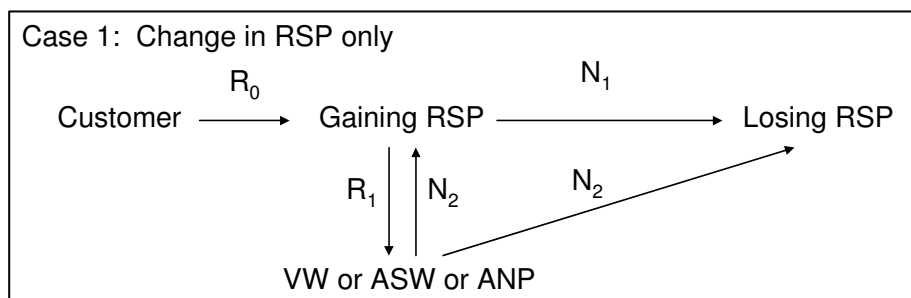 Case 1:  Change in RSP only
R₀
N₁
Customer
Gaining RSP
Losing RSP
R₁
N₂
N₂
VW or ASW or ANP